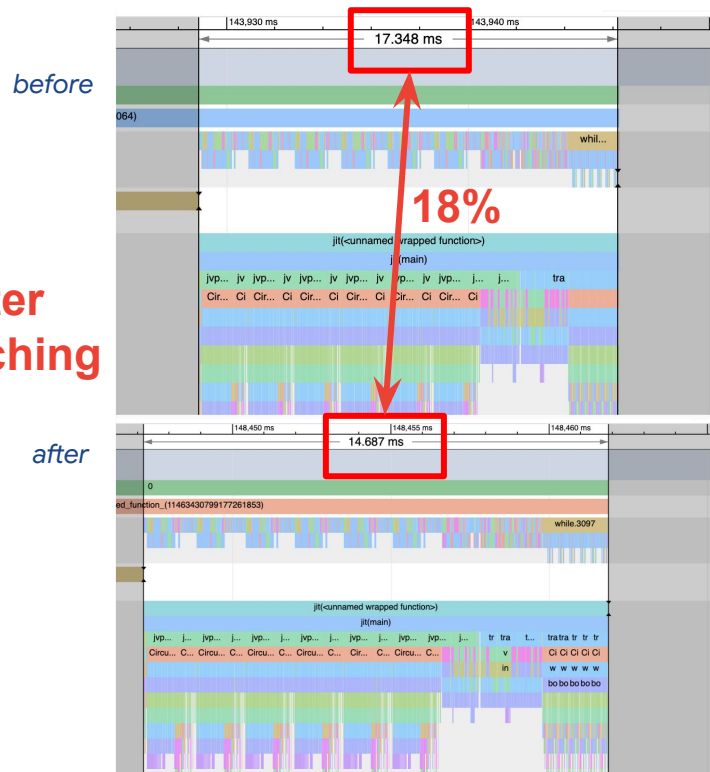 143,930 ms 143,940 ms
17.348 ms
before
064)
whil...
18%
jit(<unnamed wrapped function>)
jit(main)
jvp... jv jvp... jv jvp... jv jvp... jv jvp... j... j... tra
Cir... Ci Cir... Ci Cir... Ci Cir... Ci Cir... Ci
ter
ching
148,450 ms 148,455 ms 148,460 ms
14.687 ms
after
0
ed_function_(11463430799177261853)
while.3097
jit(<unnamed wrapped function>)
jit(main)
jvp... j... jvp... j... jvp... j... jvp... jvp... jvp... j... tr tra t... tra tra tr tr tr
Circu... C... Circu... C... Circu... C... Cir... C... Circu... C... v Ci Ci Ci Ci Ci
in w w w w w
bo bo bo bo bo